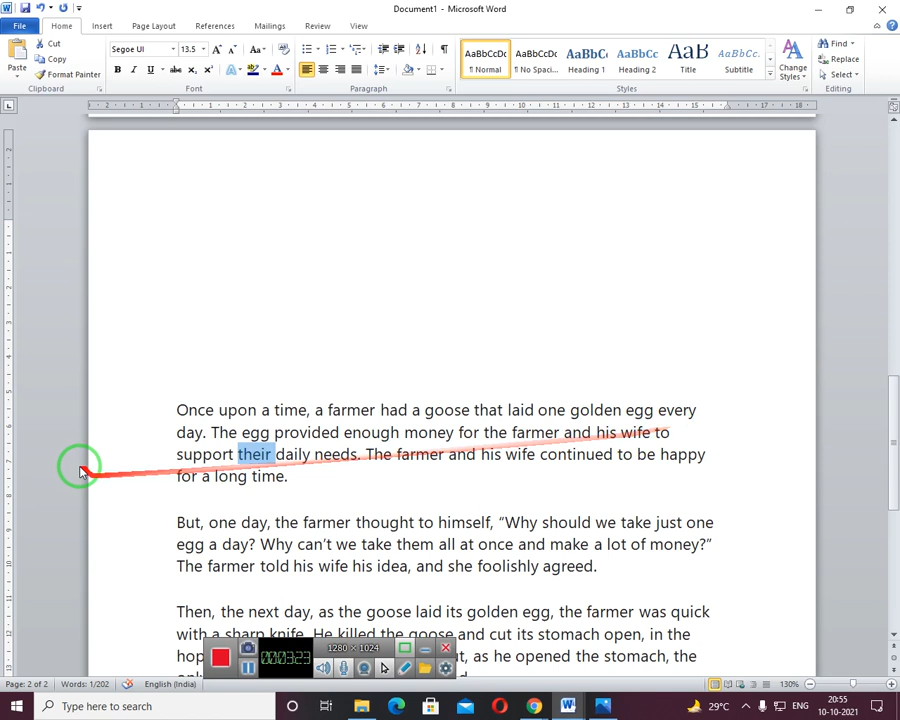 Document1 - Microsoft Word
File Home Insert Page Layout References Mailings Review View
Paste Cut Copy Format Painter Clipboard
Segoe UI 13.5 Font
Paragraph
AaBbCcDc AaBbCcDc AaBbC AaBbCc AaB AaBbCc.
¶ Normal ¶ No Spaci... Heading 1 Heading 2 Title Subtitle
Change Styles Styles
Find Replace Select Editing
Once upon a time, a farmer had a goose that laid one golden egg every
day. The egg provided enough money for the farmer and his wife to
support their daily needs. The farmer and his wife continued to be happy
for a long time.
But, one day, the farmer thought to himself, “Why should we take just one
egg a day? Why can’t we take them all at once and make a lot of money?”
The farmer told his wife his idea, and she foolishly agreed.
Then, the next day, as the goose laid its golden egg, the farmer was quick
with a sharp knife. He killed the goose and cut its stomach open, in the
as he opened the stomach, the
1280 × 1024
Page: 2 of 2 Words: 1/202 English (India) 130%
Type here to search 29°C ENG 20:55
10-10-2021